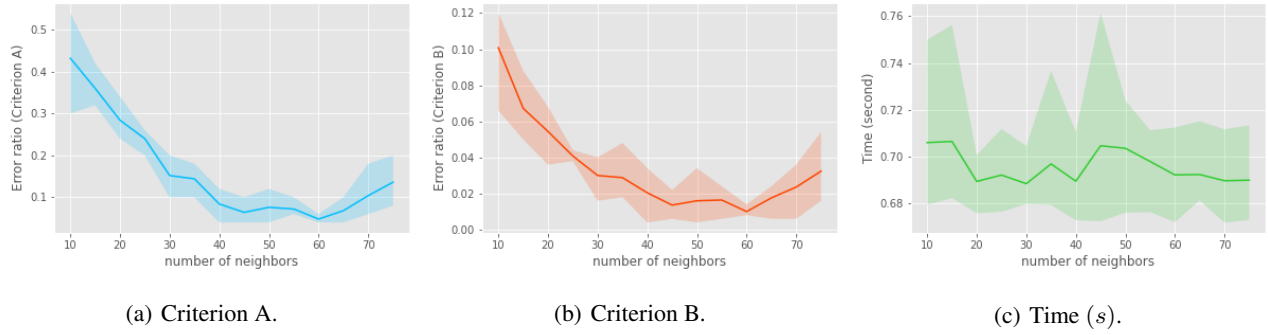 0.5
0.4
0.3
0.2
0.1
10 20 30 40 50 60 70
number of neighbors
Error ratio (Criterion A)
0.12
0.10
0.08
0.06
0.04
0.02
0.00
10 20 30 40 50 60 70
number of neighbors
Error ratio (Criterion B)
0.76
0.74
0.72
0.70
0.68
10 20 30 40 50 60 70
number of neighbors
Time (second)
(a) Criterion A.
(b) Criterion B.
(c) Time (s).